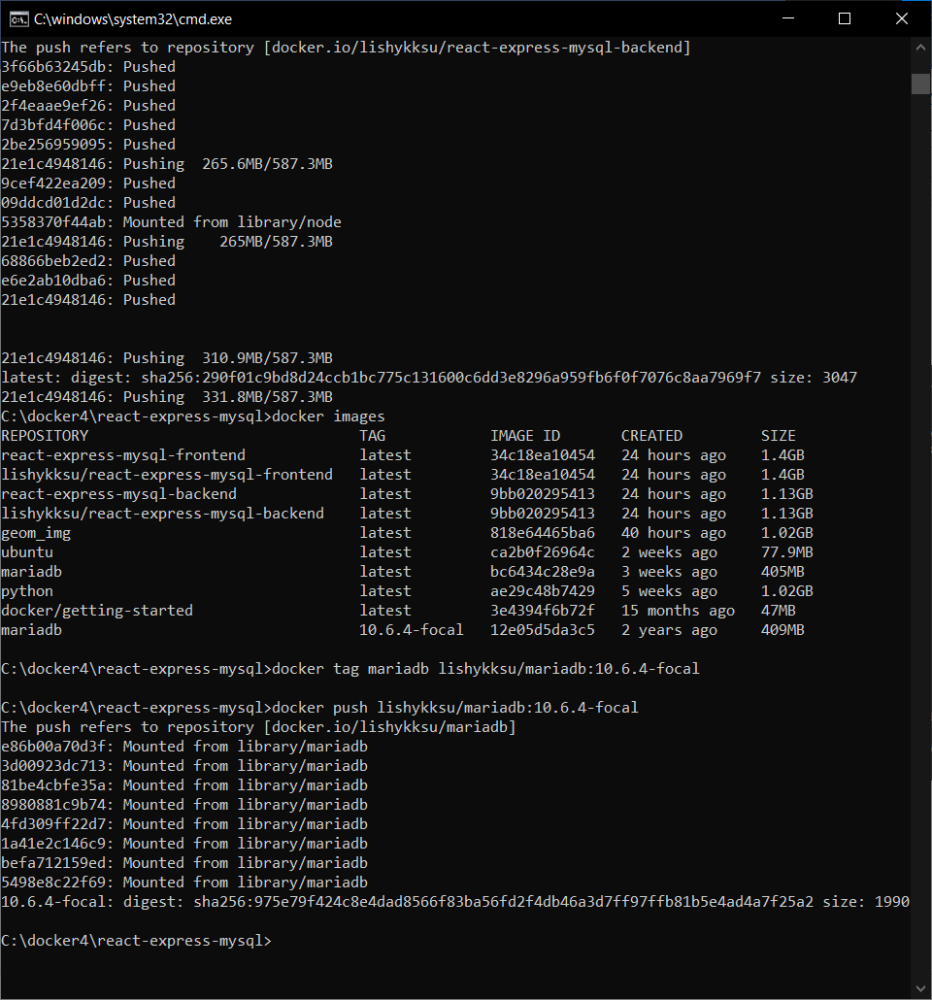 C:\windows\system32\cmd.exe
The push refers to repository [docker.io/lishykksu/react-express-mysql-backend]
3f66b63245db: Pushed
e9eb8e60dbff: Pushed
2f4eaae9ef26: Pushed
7d3bfd4f006c: Pushed
2be256959095: Pushed
21e1c4948146: Pushing  265.6MB/587.3MB
9cef422ea209: Pushed
09ddcd01d2dc: Pushed
5358370f44ab: Mounted from library/node
21e1c4948146: Pushing    265MB/587.3MB
68866beb2ed2: Pushed
e6e2ab10dba6: Pushed
21e1c4948146: Pushed
21e1c4948146: Pushing  310.9MB/587.3MB
latest: digest: sha256:290f01c9bd8d24ccb1bc775c131600c6dd3e8296a959fb6f0f7076c8aa7969f7 size: 3047
21e1c4948146: Pushing  331.8MB/587.3MB
C:\docker4\react-express-mysql>docker images
REPOSITORY                               TAG            IMAGE ID       CREATED         SIZE
react-express-mysql-frontend             latest         34c18ea10454   24 hours ago    1.4GB
lishykksu/react-express-mysql-frontend   latest         34c18ea10454   24 hours ago    1.4GB
react-express-mysql-backend              latest         9bb020295413   24 hours ago    1.13GB
lishykksu/react-express-mysql-backend    latest         9bb020295413   24 hours ago    1.13GB
geom_img                                 latest         818e64465ba6   40 hours ago    1.02GB
ubuntu                                   latest         ca2b0f26964c   2 weeks ago     77.9MB
mariadb                                  latest         bc6434c28e9a   3 weeks ago     405MB
python                                   latest         ae29c48b7429   5 weeks ago     1.02GB
docker/getting-started                   latest         3e4394f6b72f   15 months ago   47MB
mariadb                                  10.6.4-focal   12e05d5da3c5   2 years ago     409MB
C:\docker4\react-express-mysql>docker tag mariadb lishykksu/mariadb:10.6.4-focal
C:\docker4\react-express-mysql>docker push lishykksu/mariadb:10.6.4-focal
The push refers to repository [docker.io/lishykksu/mariadb]
e86b00a70d3f: Mounted from library/mariadb
3d00923dc713: Mounted from library/mariadb
81be4cbfe35a: Mounted from library/mariadb
8980881c9b74: Mounted from library/mariadb
4fd309ff22d7: Mounted from library/mariadb
1a41e2c146c9: Mounted from library/mariadb
befa712159ed: Mounted from library/mariadb
5498e8c22f69: Mounted from library/mariadb
10.6.4-focal: digest: sha256:975e79f424c8e4dad8566f83ba56fd2f4db46a3d7ff97ffb81b5e4ad4a7f25a2 size: 1990
C:\docker4\react-express-mysql>